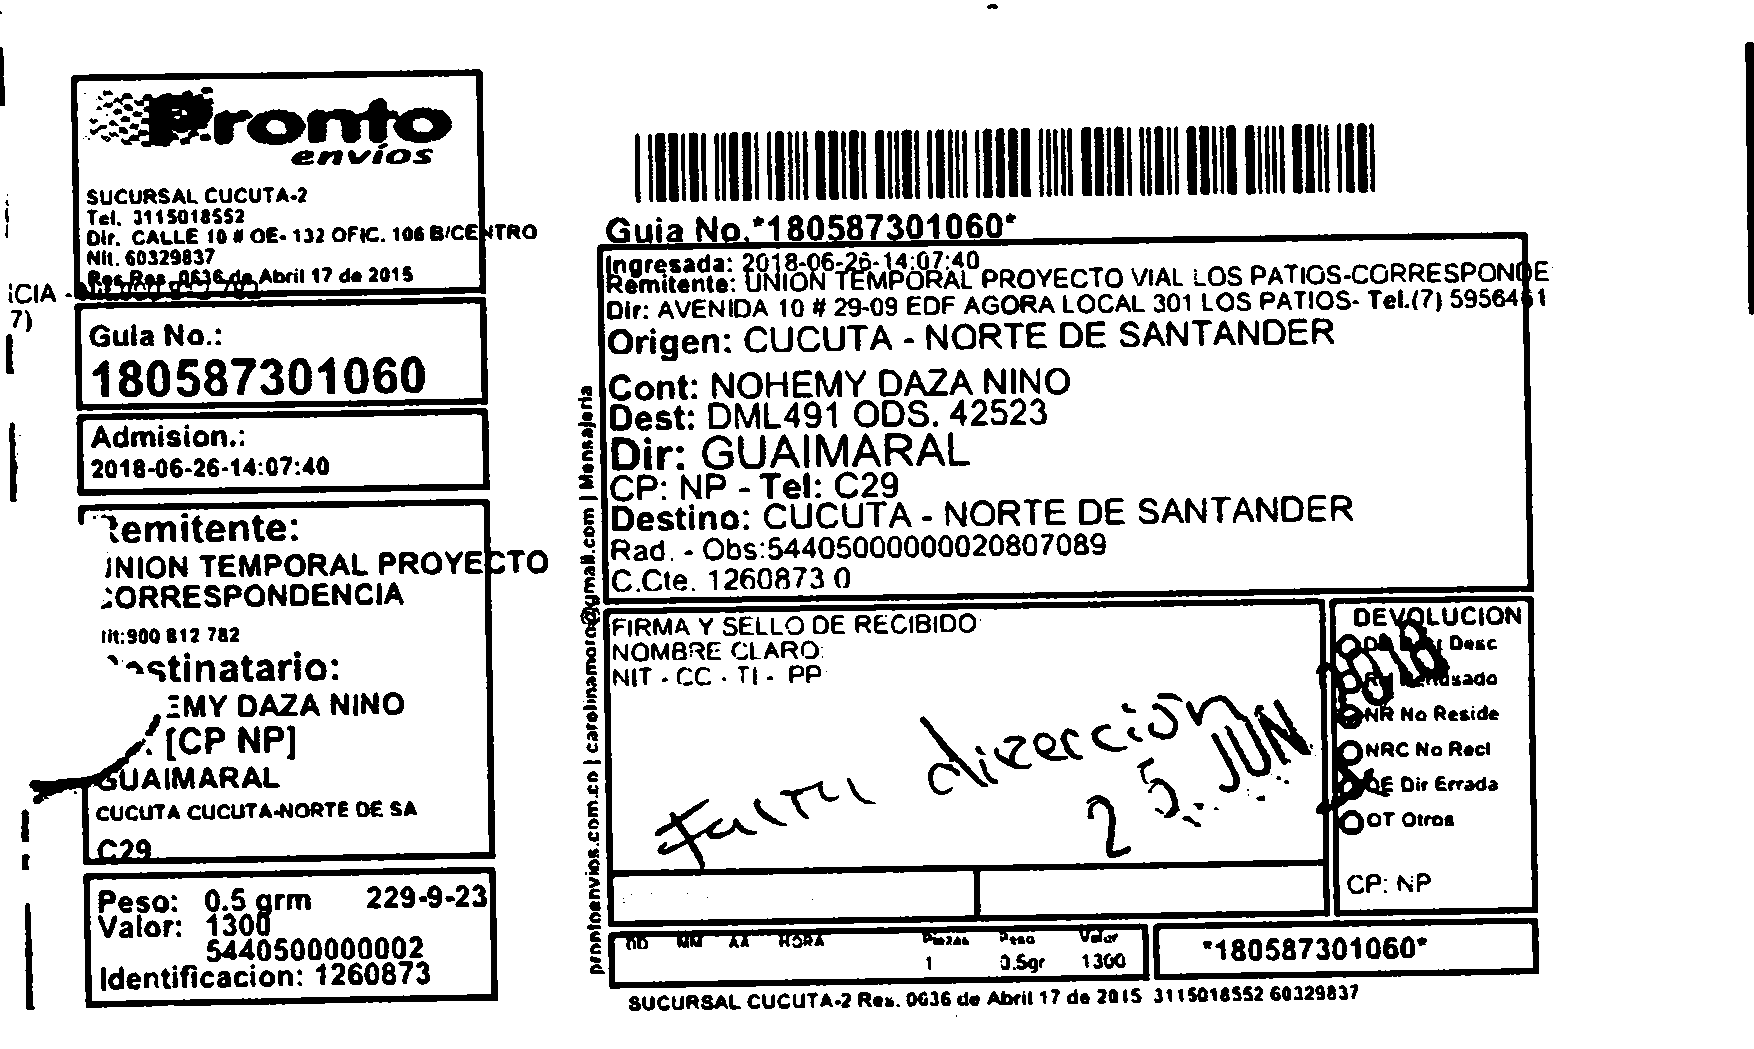 Pronto
envíos
SUCURSAL CUCUTA-2
Tel. 3115018552
Dir. CALLE 10 # OE- 132 OFIC. 106 B/CENTRO
Nit. 60329837
Res.Res. 0636 de Abril 17 de 2015
ICIA -
7)
Guia No.:
180587301060
Admision.:
2018-06-26-14:07:40
Remitente:
UNION TEMPORAL PROYECTO
CORRESPONDENCIA
Nit:900 812 782
Destinatario:
EMY DAZA NINO
[CP NP]
GUAIMARAL
CUCUTA CUCUTA-NORTE DE SA
C29
Peso: 0.5 grm 229-9-23
Valor: 1300
5440500000002
Identificacion: 1260873
prontoenvios.com.co | carolinamoro@gmail.com | Mensajeria
Guia No.*180587301060*
Ingresada: 2018-06-26-14:07:40
Remitente: UNION TEMPORAL PROYECTO VIAL LOS PATIOS-CORRESPONDE
Dir: AVENIDA 10 # 29-09 EDF AGORA LOCAL 301 LOS PATIOS- Tel.(7) 5956461
Origen: CUCUTA - NORTE DE SANTANDER
Cont: NOHEMY DAZA NINO
Dest: DML491 ODS. 42523
Dir: GUAIMARAL
CP: NP - Tel: C29
Destino: CUCUTA - NORTE DE SANTANDER
Rad. - Obs:54405000000020807089
C.Cte. 1260873 0
FIRMA Y SELLO DE RECIBIDO
NOMBRE CLARO:
NIT - CC - TI - PP
Falta dirección
25 JUN 2018
DEVOLUCION
Desc
Rehusado
NR No Reside
NRC No Recl
DE Dir Errada
OT Otros
CP: NP
DD MM AA HORA Piezas Peso Valor
1 0.5gr 1300
*180587301060*
SUCURSAL CUCUTA-2 Res. 0636 de Abril 17 de 2015 3115018552 60329837